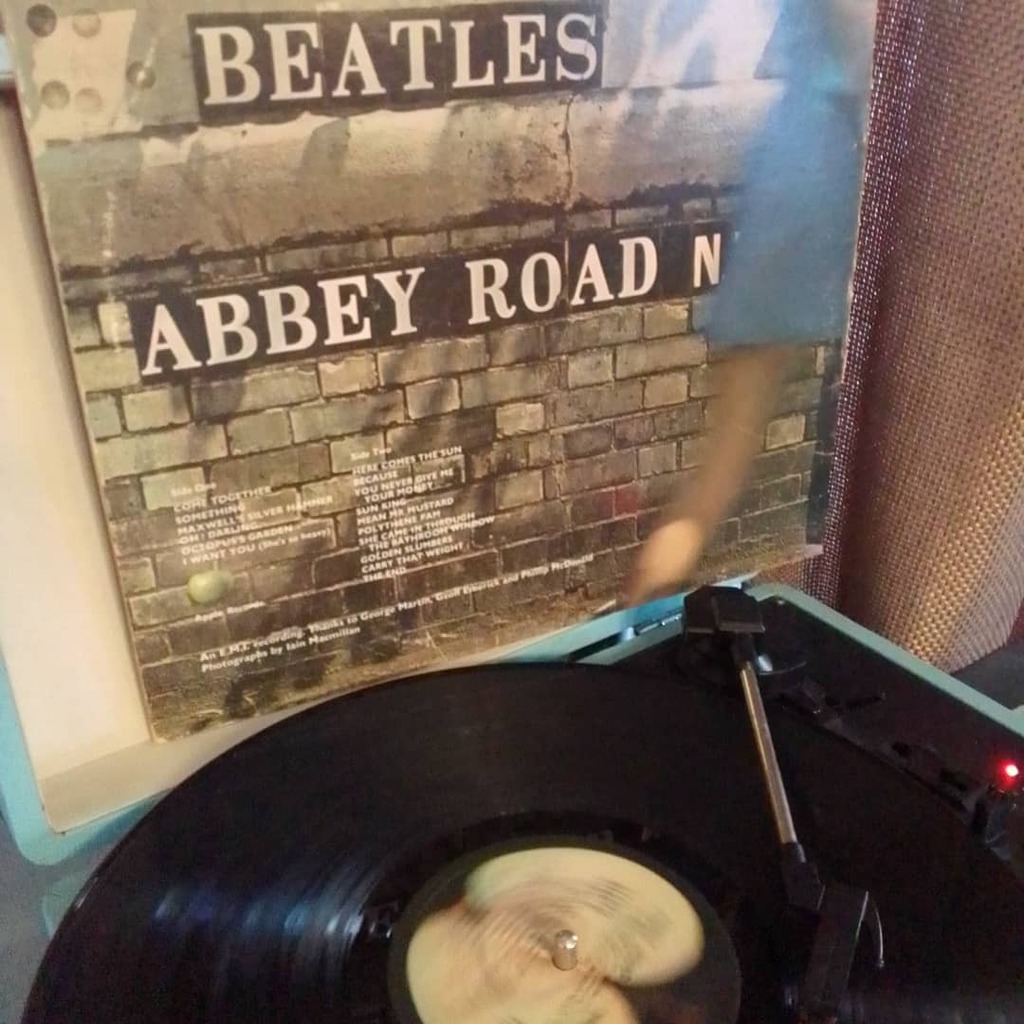 BEATLES
ABBEY ROAD N
Side One
COME TOGETHER
SOMETHING
MAXWELL'S SILVER HAMMER
OH! DARLING
OCTOPUS'S GARDEN
I WANT YOU (She's so heavy)
Side Two
HERE COMES THE SUN
BECAUSE
YOU NEVER GIVE ME
YOUR MONEY
SUN KING
MEAN MR MUSTARD
POLYTHENE PAM
SHE CAME IN THROUGH
THE BATHROOM WINDOW
GOLDEN SLUMBERS
CARRY THAT WEIGHT
THE END
Apple Records
An E.M.I. recording. Thanks to George Martin, Geoff Emerick and Phillip McDonald
Photographs by Iain Macmillan